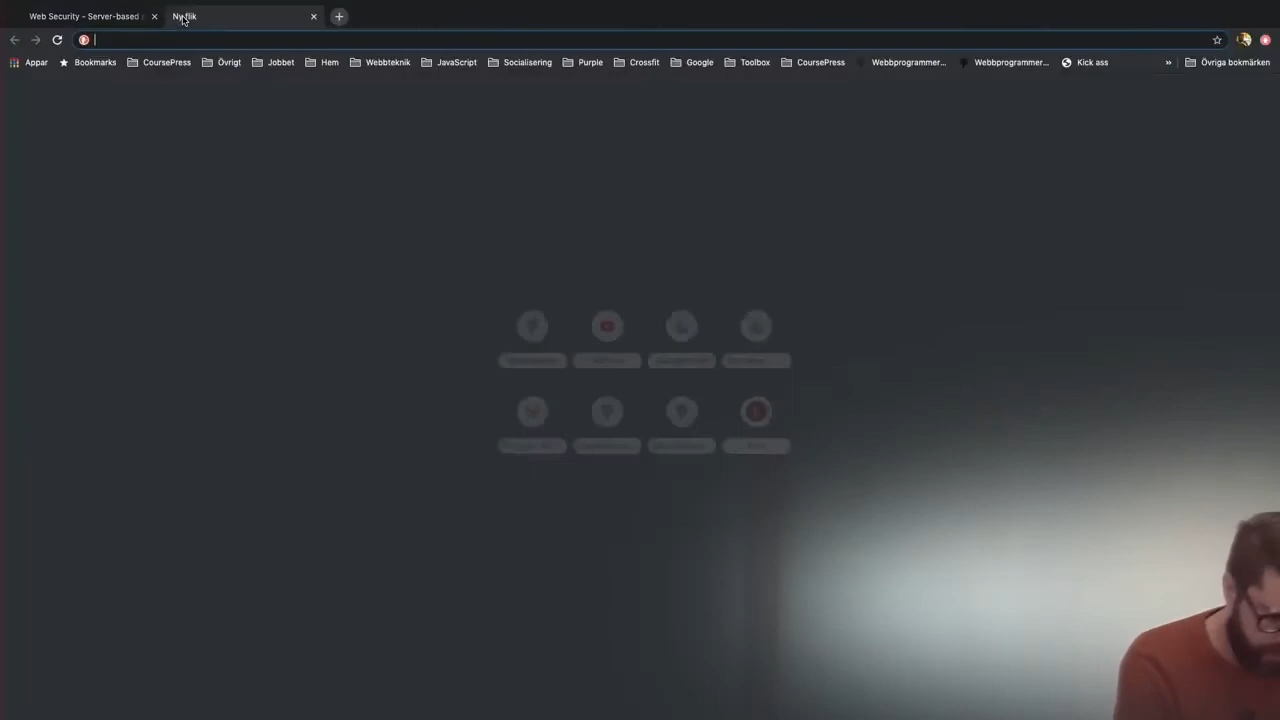 Web Security - Server-based
Ny flik
Appar Bookmarks CoursePress Övrigt Jobbet Hem Webbteknik JavaScript Socialisering Purple Crossfit Google Toolbox CoursePress Webbprogrammer... Webbprogrammer... Kick ass » Övriga bokmärken